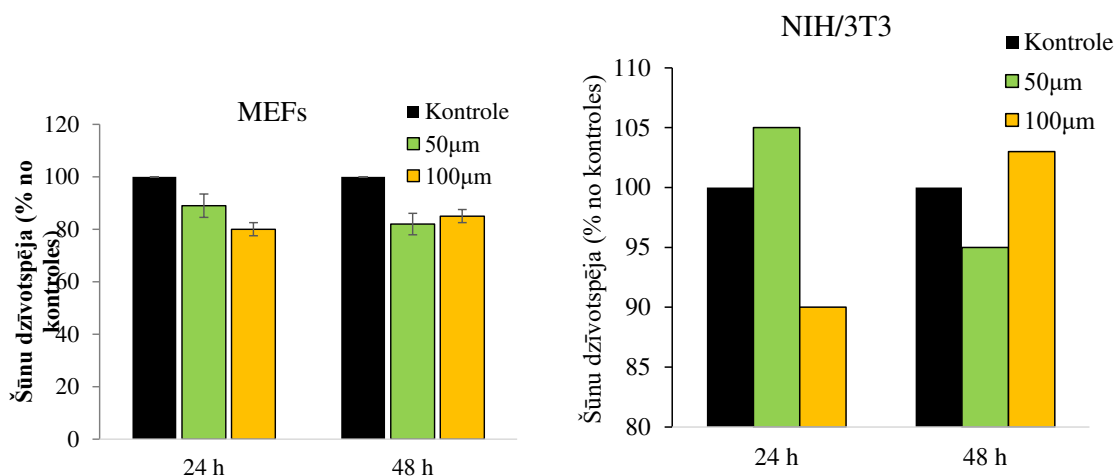 MEFs
Kontrole
50µm
100µm
Šūnu dzīvotspēja (% no
kontroles)
120
100
80
60
40
20
0
24 h
48 h
NIH/3T3
Kontrole
50µm
100µm
Šūnu dzīvotspēja (% no kontroles)
110
105
100
95
90
85
80
24 h
48 h